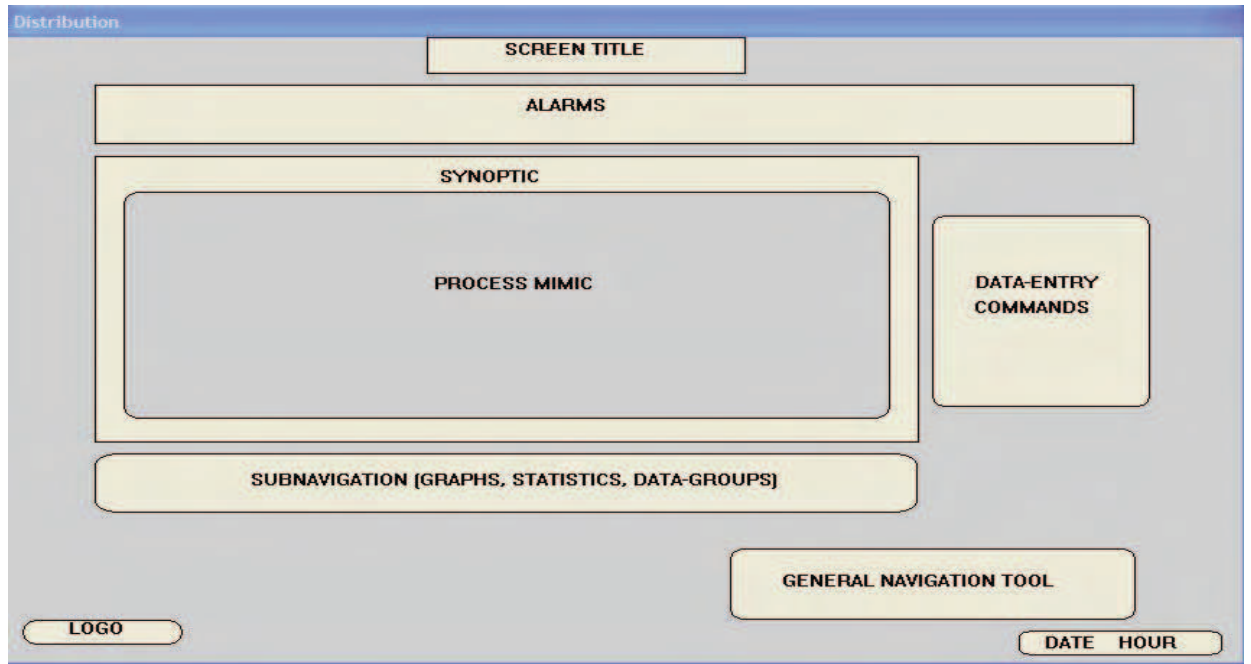 Distribution
SCREEN TITLE
ALARMS
SYNOPTIC
PROCESS MIMIC
DATA-ENTRY
COMMANDS
SUBNAVIGATION (GRAPHS, STATISTICS, DATA-GROUPS)
GENERAL NAVIGATION TOOL
LOGO
DATE HOUR